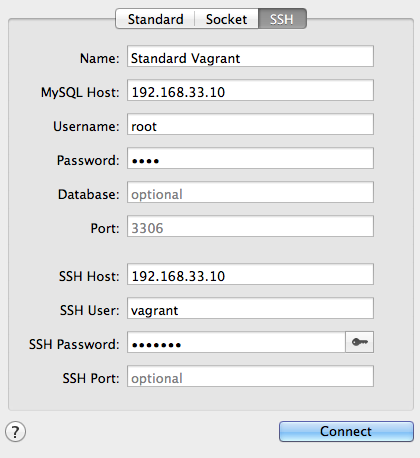 Standard Socket SSH
Name: Standard Vagrant
MySQL Host: 192.168.33.10
Username: root
Password: ••••
Database: optional
Port: 3306
SSH Host: 192.168.33.10
SSH User: vagrant
SSH Password: •••••••
SSH Port: optional
? Connect